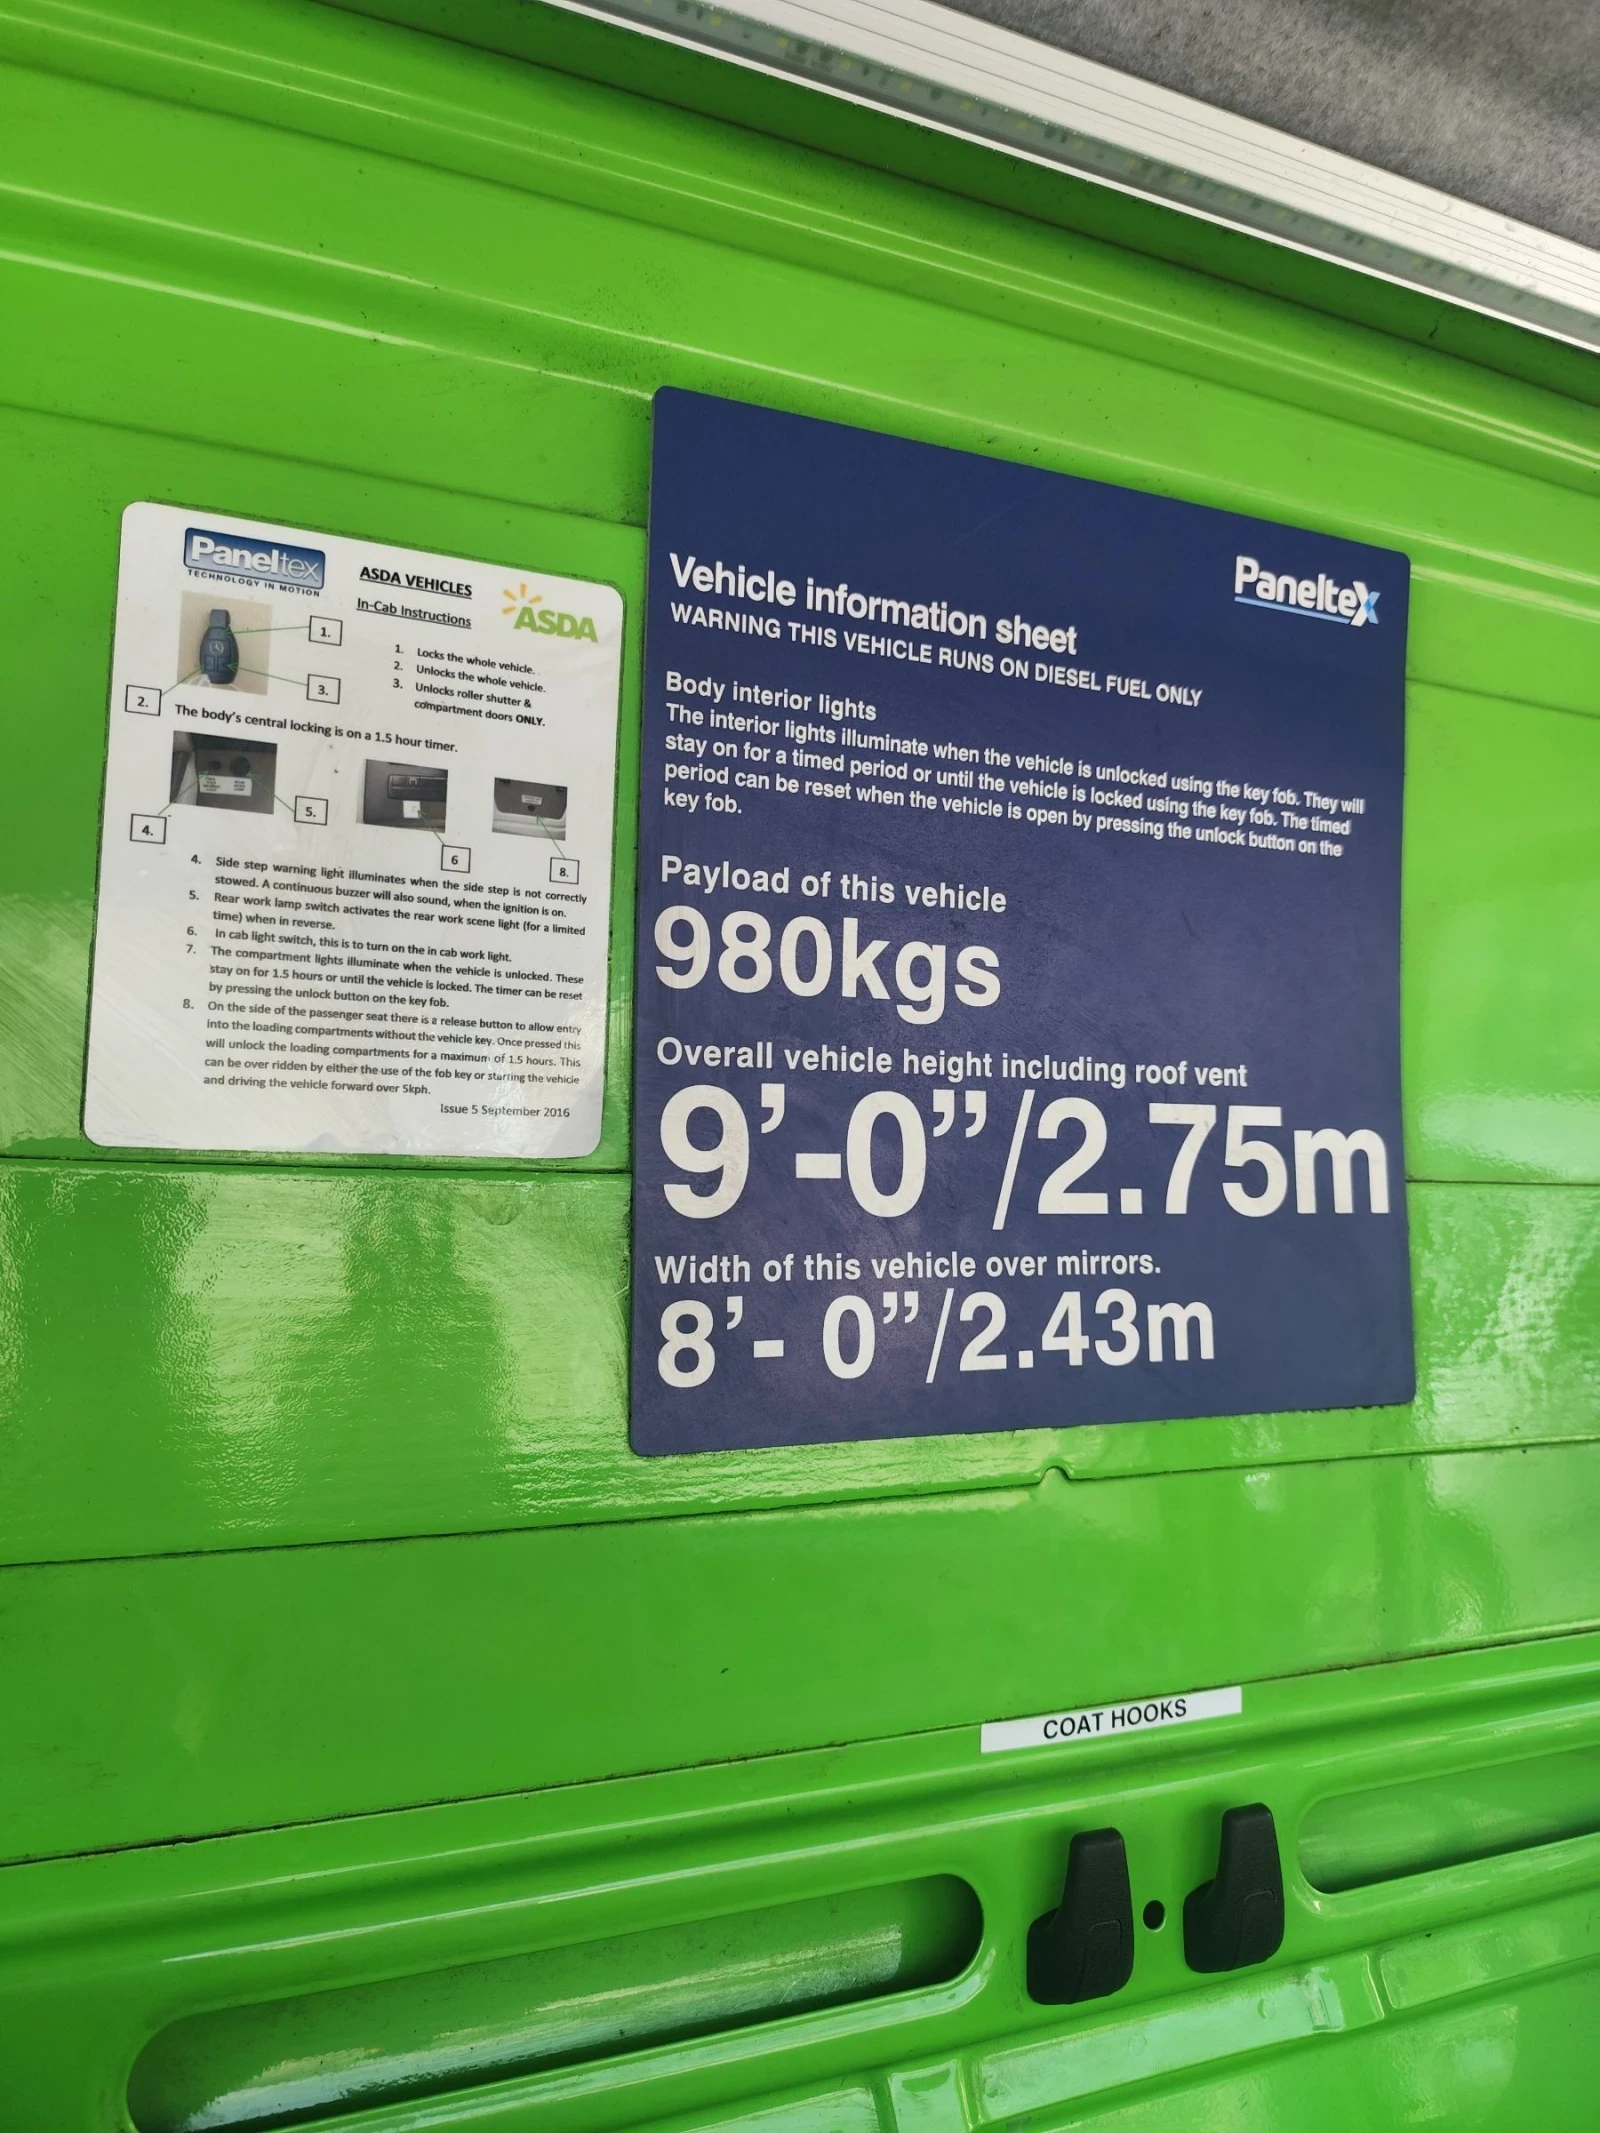 Paneltex
TECHNOLOGY IN MOTION
ASDA VEHICLES
In-Cab Instructions
ASDA
1.
3.
2.
1. Locks the whole vehicle.
2. Unlocks the whole vehicle.
3. Unlocks roller shutter &
compartment doors ONLY.
The body's central locking is on a 1.5 hour timer.
4.
5.
6
8.
4. Side step warning light illuminates when the side step is not correctly
stowed. A continuous buzzer will also sound, when the ignition is on.
5. Rear work lamp switch activates the rear work scene light (for a limited
time) when in reverse.
6. In cab light switch, this is to turn on the in cab work light.
7. The compartment lights illuminate when the vehicle is unlocked. These
stay on for 1.5 hours or until the vehicle is locked. The timer can be reset
by pressing the unlock button on the key fob.
8. On the side of the passenger seat there is a release button to allow entry
into the loading compartments without the vehicle key. Once pressed this
will unlock the loading compartments for a maximum of 1.5 hours. This
can be over ridden by either the use of the fob key or starting the vehicle
and driving the vehicle forward over 5kph.
Issue 5 September 2016
Paneltex
Vehicle information sheet
WARNING THIS VEHICLE RUNS ON DIESEL FUEL ONLY
Body interior lights
The interior lights illuminate when the vehicle is unlocked using the key fob. They will
stay on for a timed period or until the vehicle is locked using the key fob. The timed
period can be reset when the vehicle is open by pressing the unlock button on the
key fob.
Payload of this vehicle
980kgs
Overall vehicle height including roof vent
9’-0”/2.75m
Width of this vehicle over mirrors.
8’- 0”/2.43m
COAT HOOKS